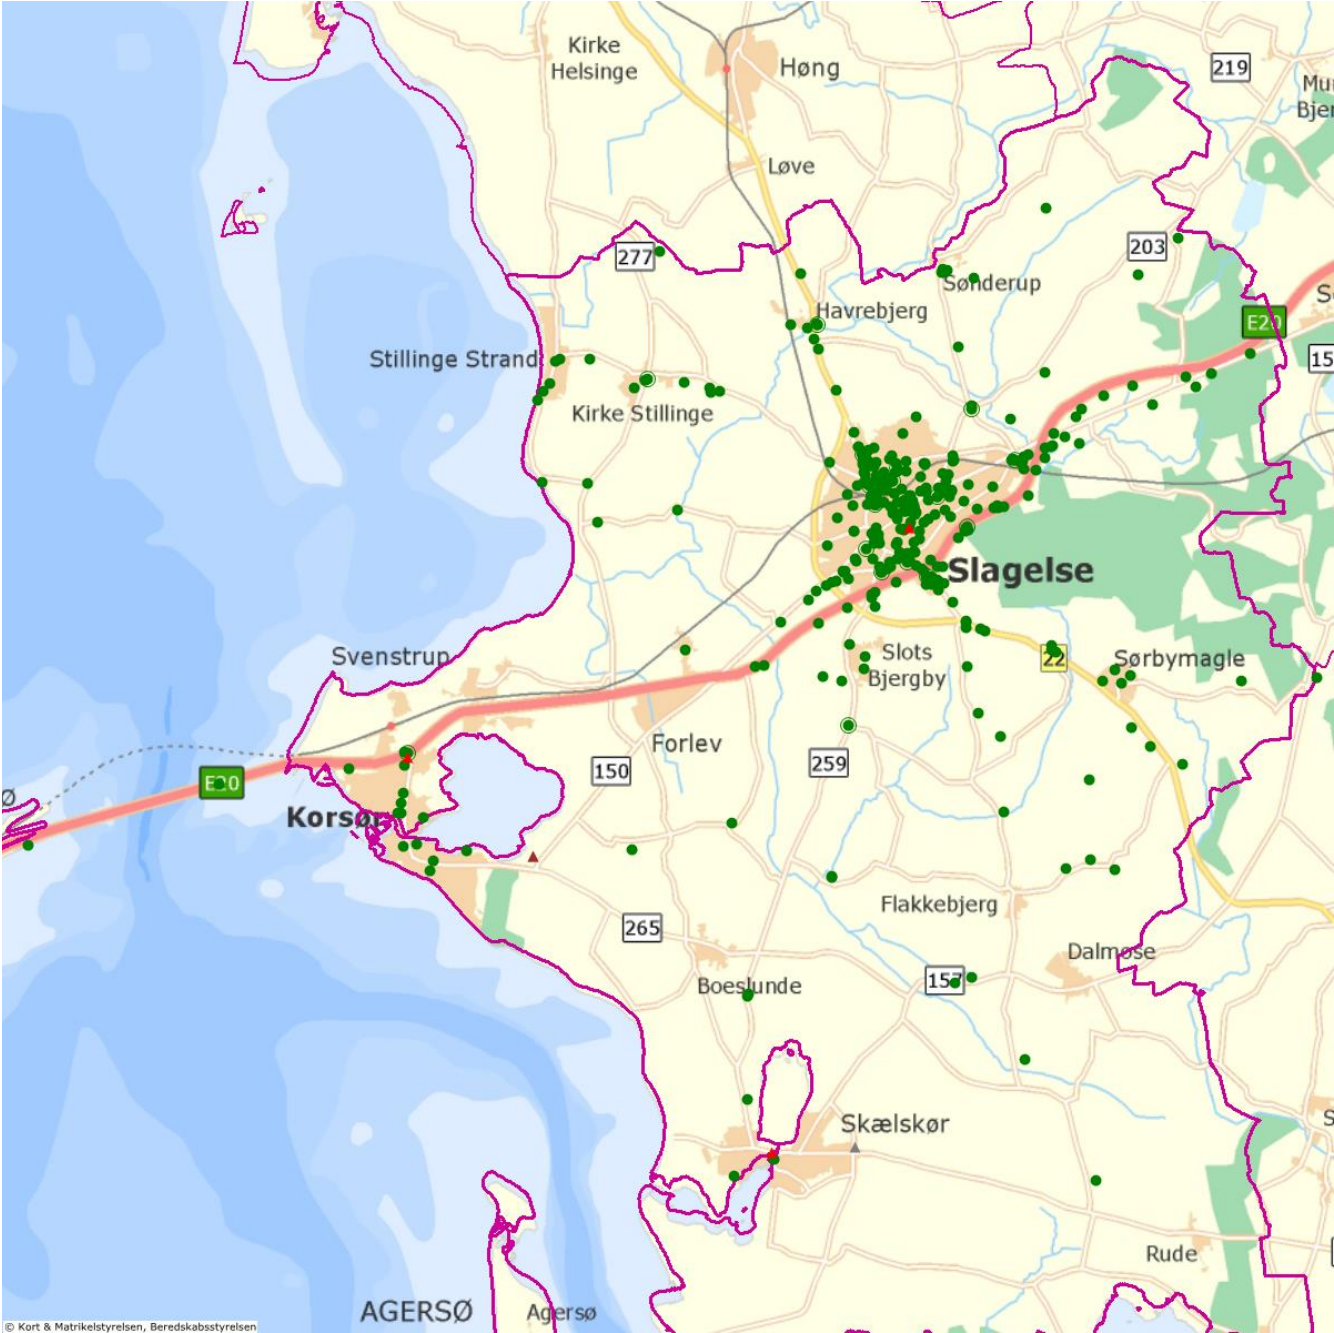 Kirke
Helsinge
Høng
219
Løve
277
203
Sønderup
Havrebjerg
E20
Stillinge Strand
Kirke Stillinge
Slagelse
Svenstrup
Slots
Bjergby
22
Sørbymagle
Forlev
150
259
E20
Korsør
Flakkebjerg
265
Dalmose
157
Boeslunde
Skælskør
Rude
AGERSØ
Agersø
© Kort & Matrikelstyrelsen, Beredskabsstyrelsen